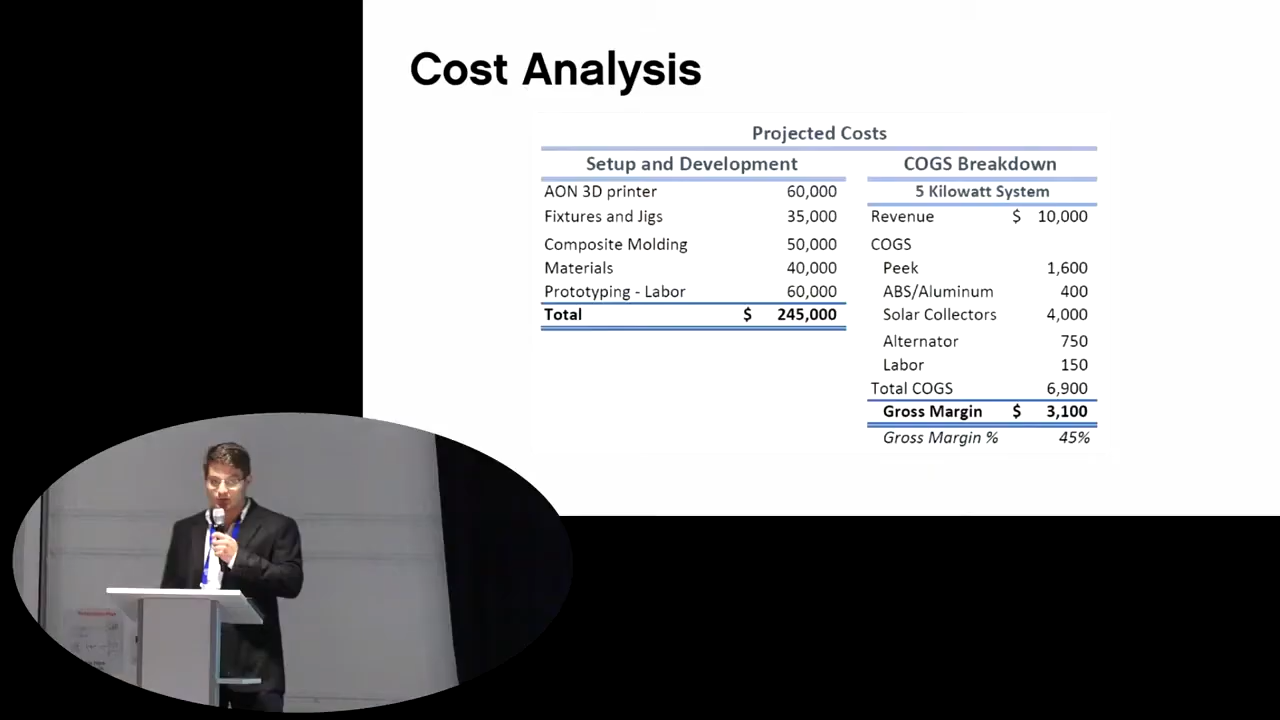 Cost Analysis
Projected Costs
Setup and Development
AON 3D printer 60,000
Fixtures and Jigs 35,000
Composite Molding 50,000
Materials 40,000
Prototyping - Labor 60,000
Total $ 245,000
COGS Breakdown
5 Kilowatt System
Revenue $ 10,000
COGS
Peek 1,600
ABS/Aluminum 400
Solar Collectors 4,000
Alternator 750
Labor 150
Total COGS 6,900
Gross Margin $ 3,100
Gross Margin % 45%